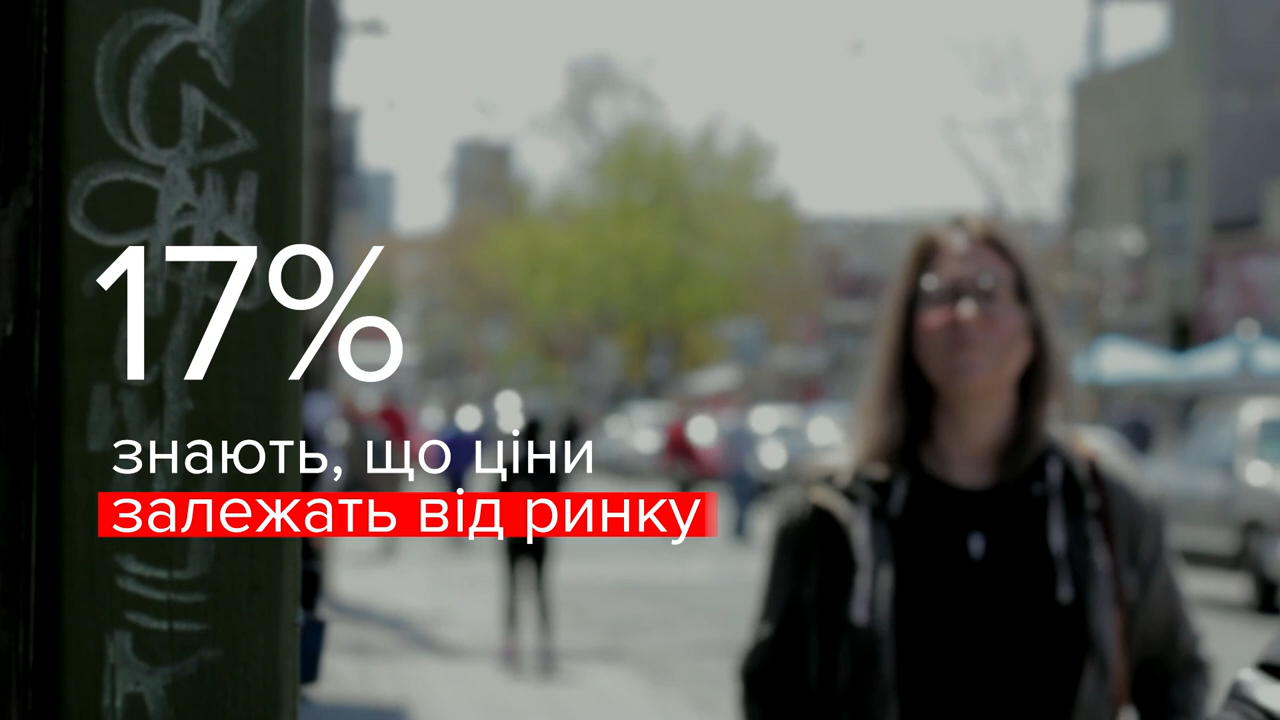 17%
знають, що ціни
залежать від ринку